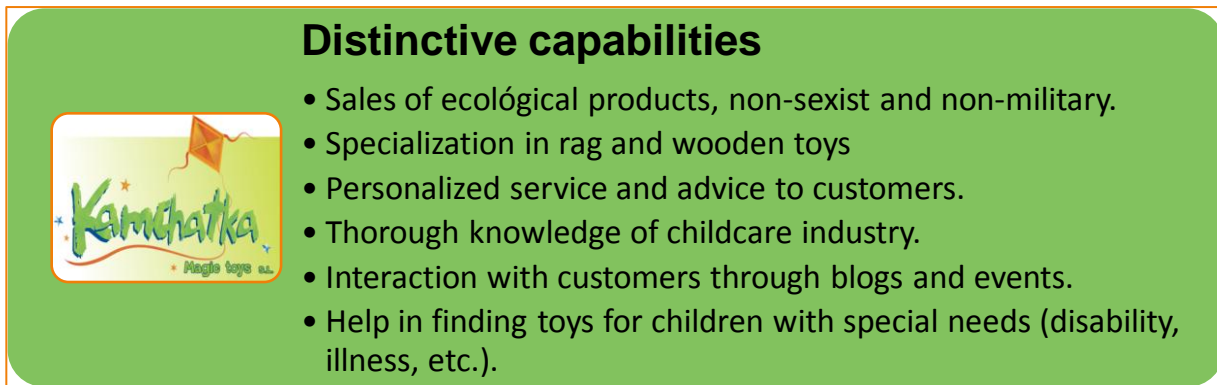 Distinctive capabilities
• Sales of ecológical products, non-sexist and non-military.
• Specialization in rag and wooden toys
• Personalized service and advice to customers.
• Thorough knowledge of childcare industry.
• Interaction with customers through blogs and events.
• Help in finding toys for children with special needs (disability,
illness, etc.).
Kamchatka
Magic toys s.l.